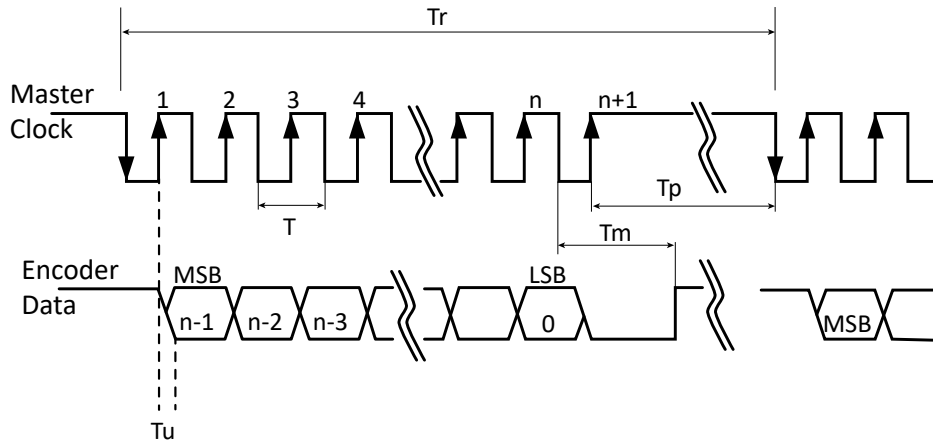 Tr
1 2 3 4 n n+1
Master
Clock
Tp
T
Tm
Encoder
Data
MSB LSB
n-1 n-2 n-3 0 MSB
Tu